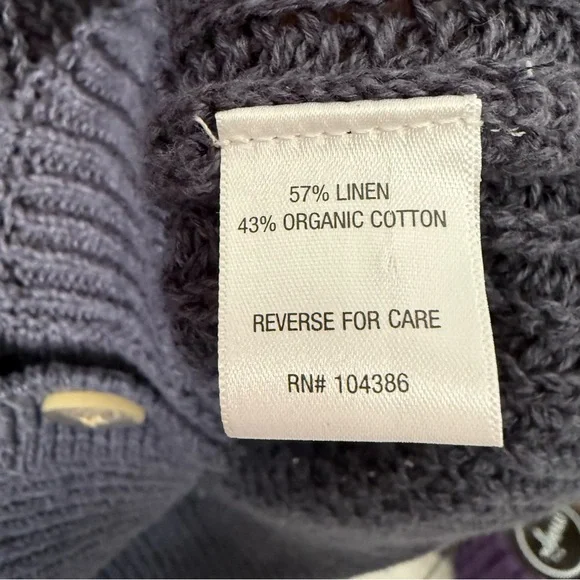 57% LINEN
43% ORGANIC COTTON
REVERSE FOR CARE
RN# 104386